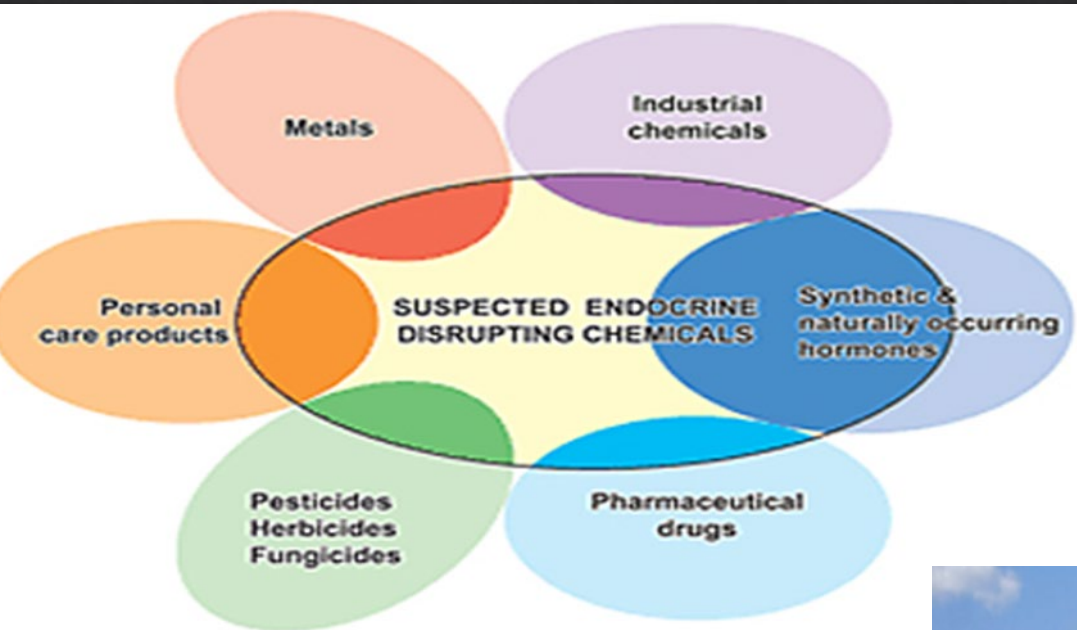 Metals
Industrial
chemicals
Personal
care products
SUSPECTED ENDOCRINE
DISRUPTING CHEMICALS
Synthetic &
naturally occurring
hormones
Pesticides
Herbicides
Fungicides
Pharmaceutical
drugs